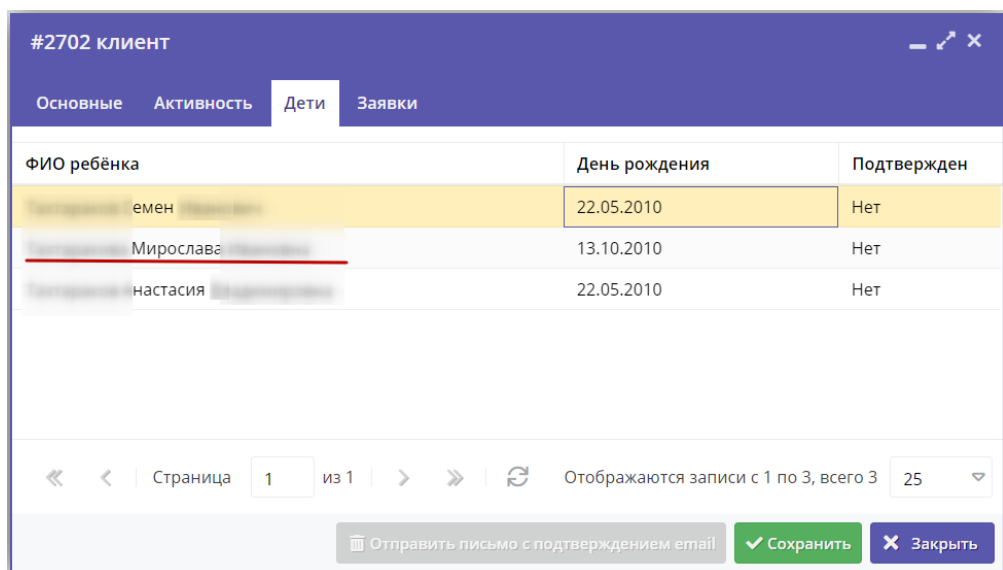 #2702 клиент
Основные Активность Дети Заявки
ФИО ребёнка День рождения Подтвержден
емен 22.05.2010 Нет
Мирослава 13.10.2010 Нет
настасия 22.05.2010 Нет
Страница 1 из 1 Отображаются записи с 1 по 3, всего 3 25
Отправить письмо с подтверждением email Сохранить Закрыть